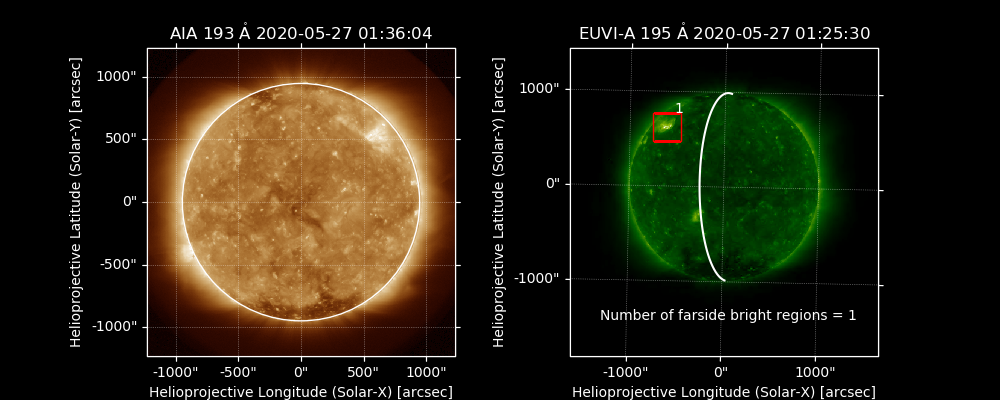 AIA 193 Å 2020-05-27 01:36:04
Helioprojective Latitude (Solar-Y) [arcsec]
1000"
500"
0"
-500"
-1000"
-1000"
-500"
0"
500"
1000"
Helioprojective Longitude (Solar-X) [arcsec]
EUVI-A 195 Å 2020-05-27 01:25:30
Helioprojective Latitude (Solar-Y) [arcsec]
1000"
0"
-1000"
1
Number of farside bright regions = 1
-1000"
0"
1000"
Helioprojective Longitude (Solar-X) [arcsec]